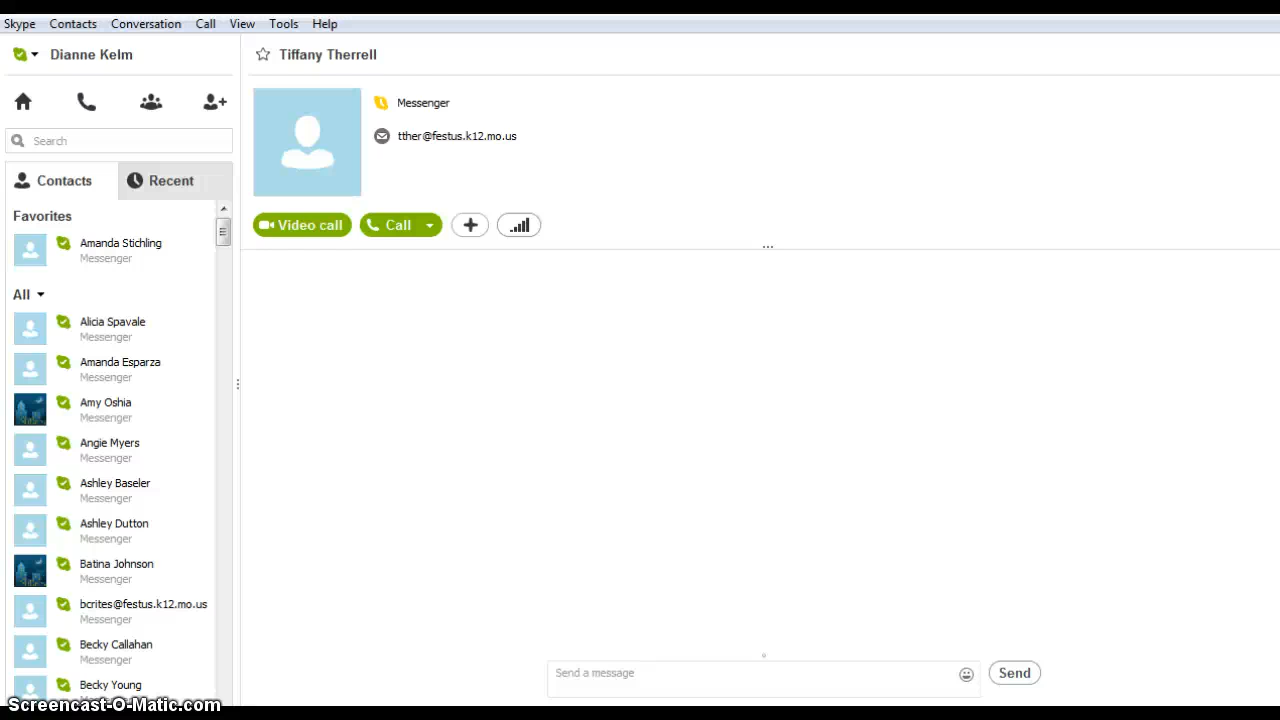 Skype Contacts Conversation Call View Tools Help
Dianne Kelm
Search
Contacts Recent
Favorites
Amanda Stichling
Messenger
All
Alicia Spavale
Messenger
Amanda Esparza
Messenger
Amy Oshia
Messenger
Angie Myers
Messenger
Ashley Baseler
Messenger
Ashley Dutton
Messenger
Batina Johnson
Messenger
bcrites@festus.k12.mo.us
Messenger
Becky Callahan
Messenger
Becky Young
Tiffany Therrell
Messenger
tther@festus.k12.mo.us
Video call Call
Send a message Send
Screencast-O-Matic.com